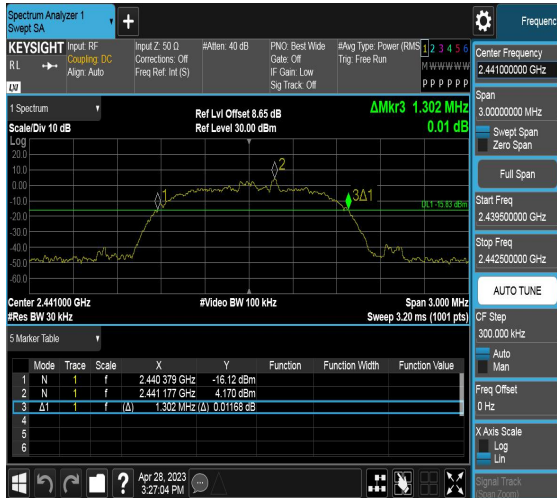 Spectrum Analyzer 1
Swept SA
Frequenc
KEYSIGHT Input: RF Input Z: 50 Ω #Atten: 40 dB PNO: Best Wide #Avg Type: Power (RMS 1 2 3 4 5 6
RL Coupling: DC Corrections: Off Gate: Off Trig: Free Run M W W W W W
Align: Auto Freq Ref: Int (S) IF Gain: Low
Sig Track: Off P P P P P P
LXI
Center Frequency
2.441000000 GHz
Span
3.00000000 MHz
Swept Span
Zero Span
Full Span
Start Freq
2.439500000 GHz
Stop Freq
2.442500000 GHz
AUTO TUNE
CF Step
300.000 kHz
Auto
Man
Freq Offset
0 Hz
X Axis Scale
Log
Lin
Signal Track
(Span Zoom)
1 Spectrum
Scale/Div 10 dB
Ref Lvl Offset 8.65 dB
Ref Level 30.00 dBm
ΔMkr3 1.302 MHz
0.01 dB
Log
20.0
10.0
0.00
-10.0
-20.0
-30.0
-40.0
-50.0
-60.0
1
2
3Δ1
DL1 -15.83 dBm
Center 2.441000 GHz #Video BW 100 kHz Span 3.000 MHz
#Res BW 30 kHz Sweep 3.20 ms (1001 pts)
5 Marker Table
Mode Trace Scale X Y Function Function Width Function Value
1 N 1 f 2.440 379 GHz -16.12 dBm
2 N 1 f 2.441 177 GHz 4.170 dBm
3 Δ1 1 f (Δ) 1.302 MHz (Δ) 0.01168 dB
4
5
6
?
Apr 28, 2023
3:27:04 PM